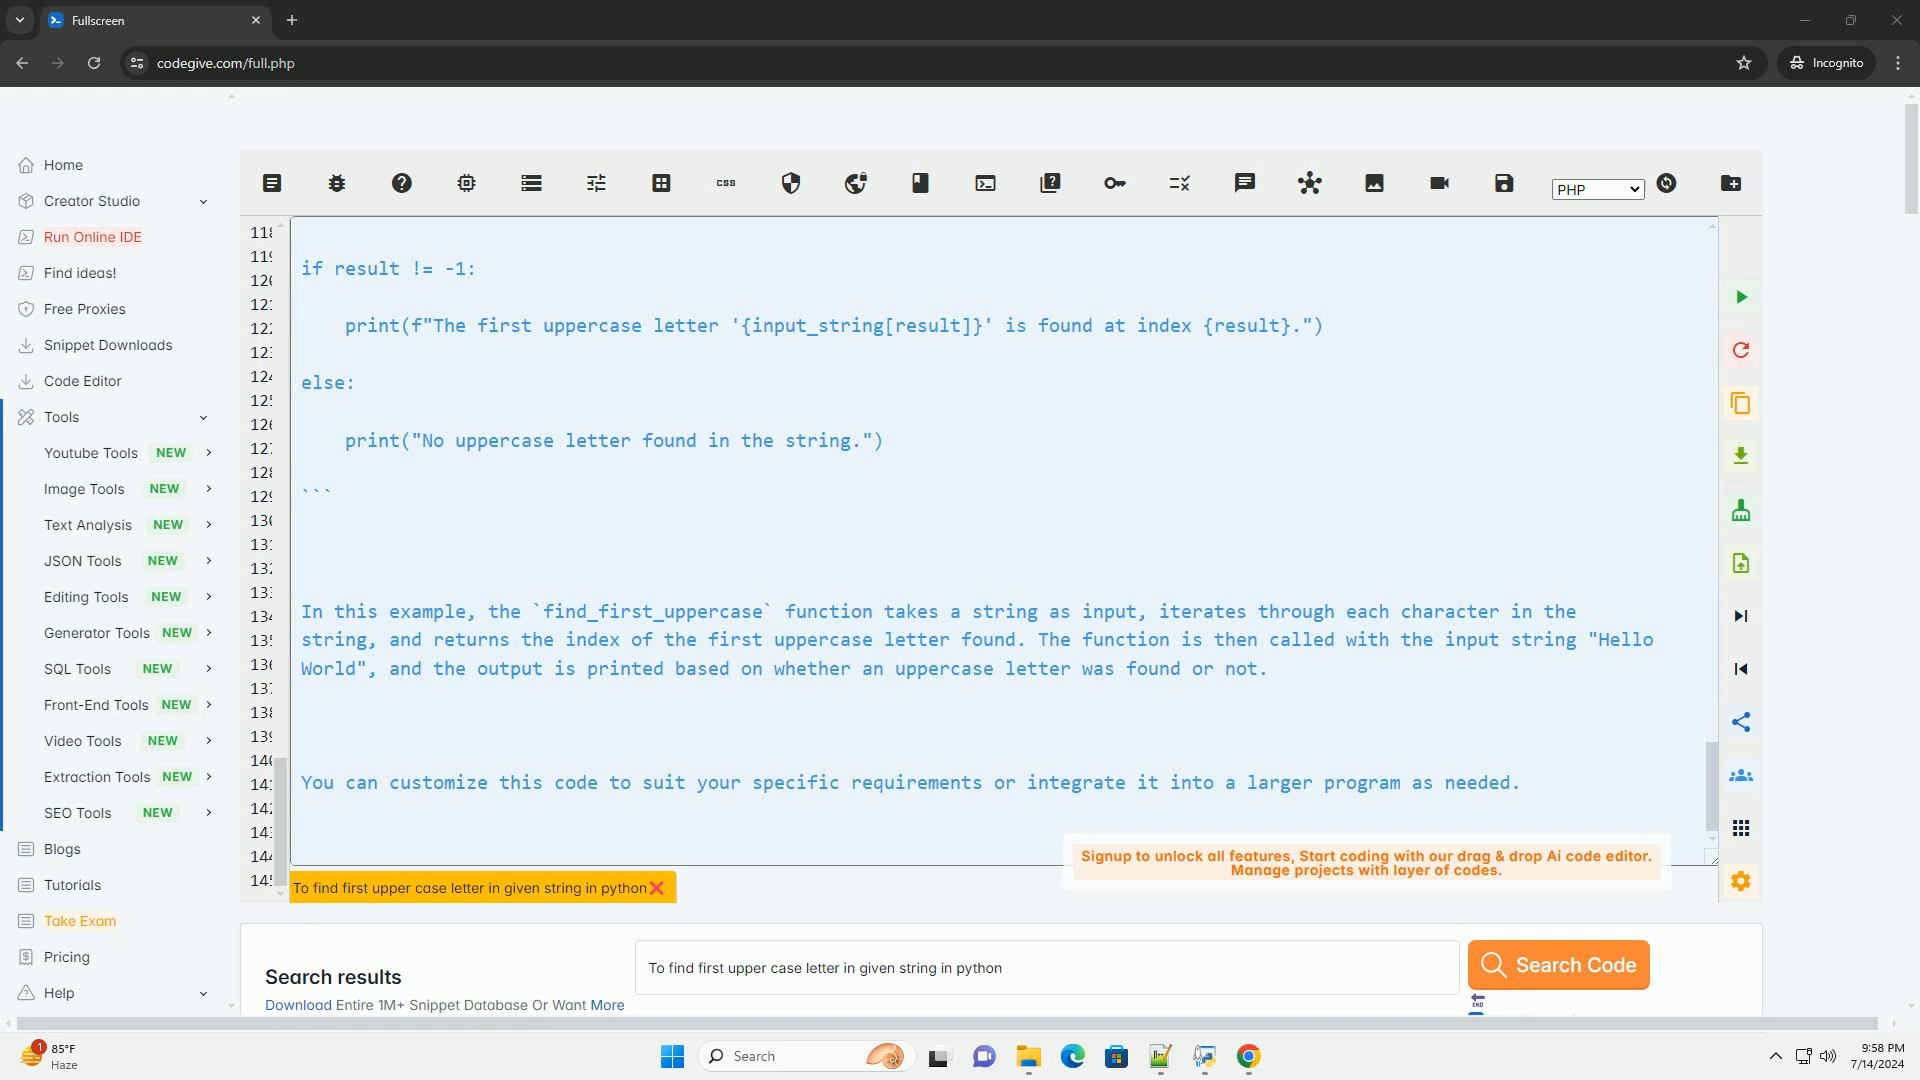 Fullscreen
codegive.com/full.php
Incognito
Home
Creator Studio
Run Online IDE
Find ideas!
Free Proxies
Snippet Downloads
Code Editor
Tools
Youtube Tools NEW
Image Tools NEW
Text Analysis NEW
JSON Tools NEW
Editing Tools NEW
Generator Tools NEW
SQL Tools NEW
Front-End Tools NEW
Video Tools NEW
Extraction Tools NEW
SEO Tools NEW
Blogs
Tutorials
Take Exam
Pricing
Help
css
PHP
if result != -1:
print(f"The first uppercase letter '{input_string[result]}' is found at index {result}.")
else:
print("No uppercase letter found in the string.")
```
In this example, the `find_first_uppercase` function takes a string as input, iterates through each character in the
string, and returns the index of the first uppercase letter found. The function is then called with the input string "Hello
World", and the output is printed based on whether an uppercase letter was found or not.
You can customize this code to suit your specific requirements or integrate it into a larger program as needed.
Signup to unlock all features, Start coding with our drag & drop Ai code editor.
Manage projects with layer of codes.
To find first upper case letter in given string in python
Search results
Download Entire 1M+ Snippet Database Or Want More
To find first upper case letter in given string in python
Search Code
END
1
85°F
Haze
Search
9:58 PM
7/14/2024